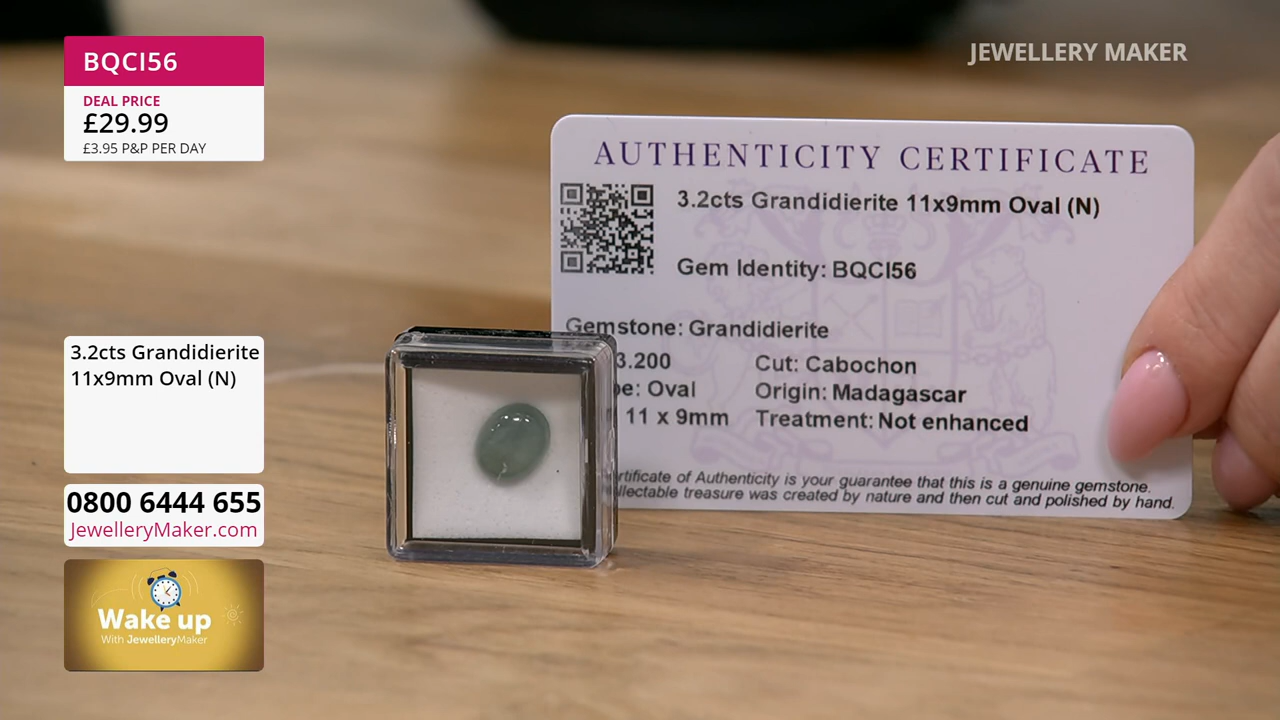 BQCI56
DEAL PRICE
£29.99
£3.95 P&P PER DAY
JEWELLERY MAKER
AUTHENTICITY CERTIFICATE
3.2cts Grandidierite 11x9mm Oval (N)
Gem Identity: BQCI56
Gemstone: Grandidierite
3.200 Cut: Cabochon
Oval Origin: Madagascar
11 x 9mm Treatment: Not enhanced
of Authenticity is your guarantee that this is a genuine gemstone.
treasure was created by nature and then cut and polished by hand.
3.2cts Grandidierite
11x9mm Oval (N)
0800 6444 655
JewelleryMaker.com
Wake up
With JewelleryMaker